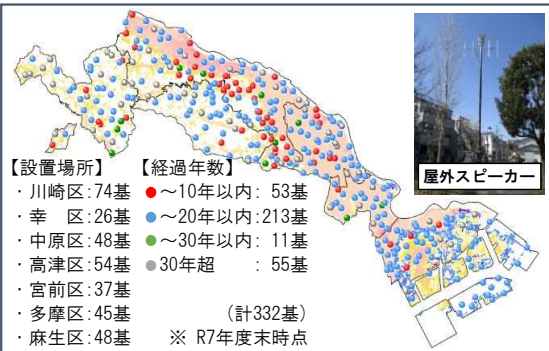 屋外スピーカー
【設置場所】 【経過年数】
・川崎区:74基 ●～10年以内: 53基
・幸 区:26基 ●～20年以内:213基
・中原区:48基 ●～30年以内: 11基
・高津区:54基 ●30年超 : 55基
・宮前区:37基
・多摩区:45基 (計332基)
・麻生区:48基 ※ R7年度末時点